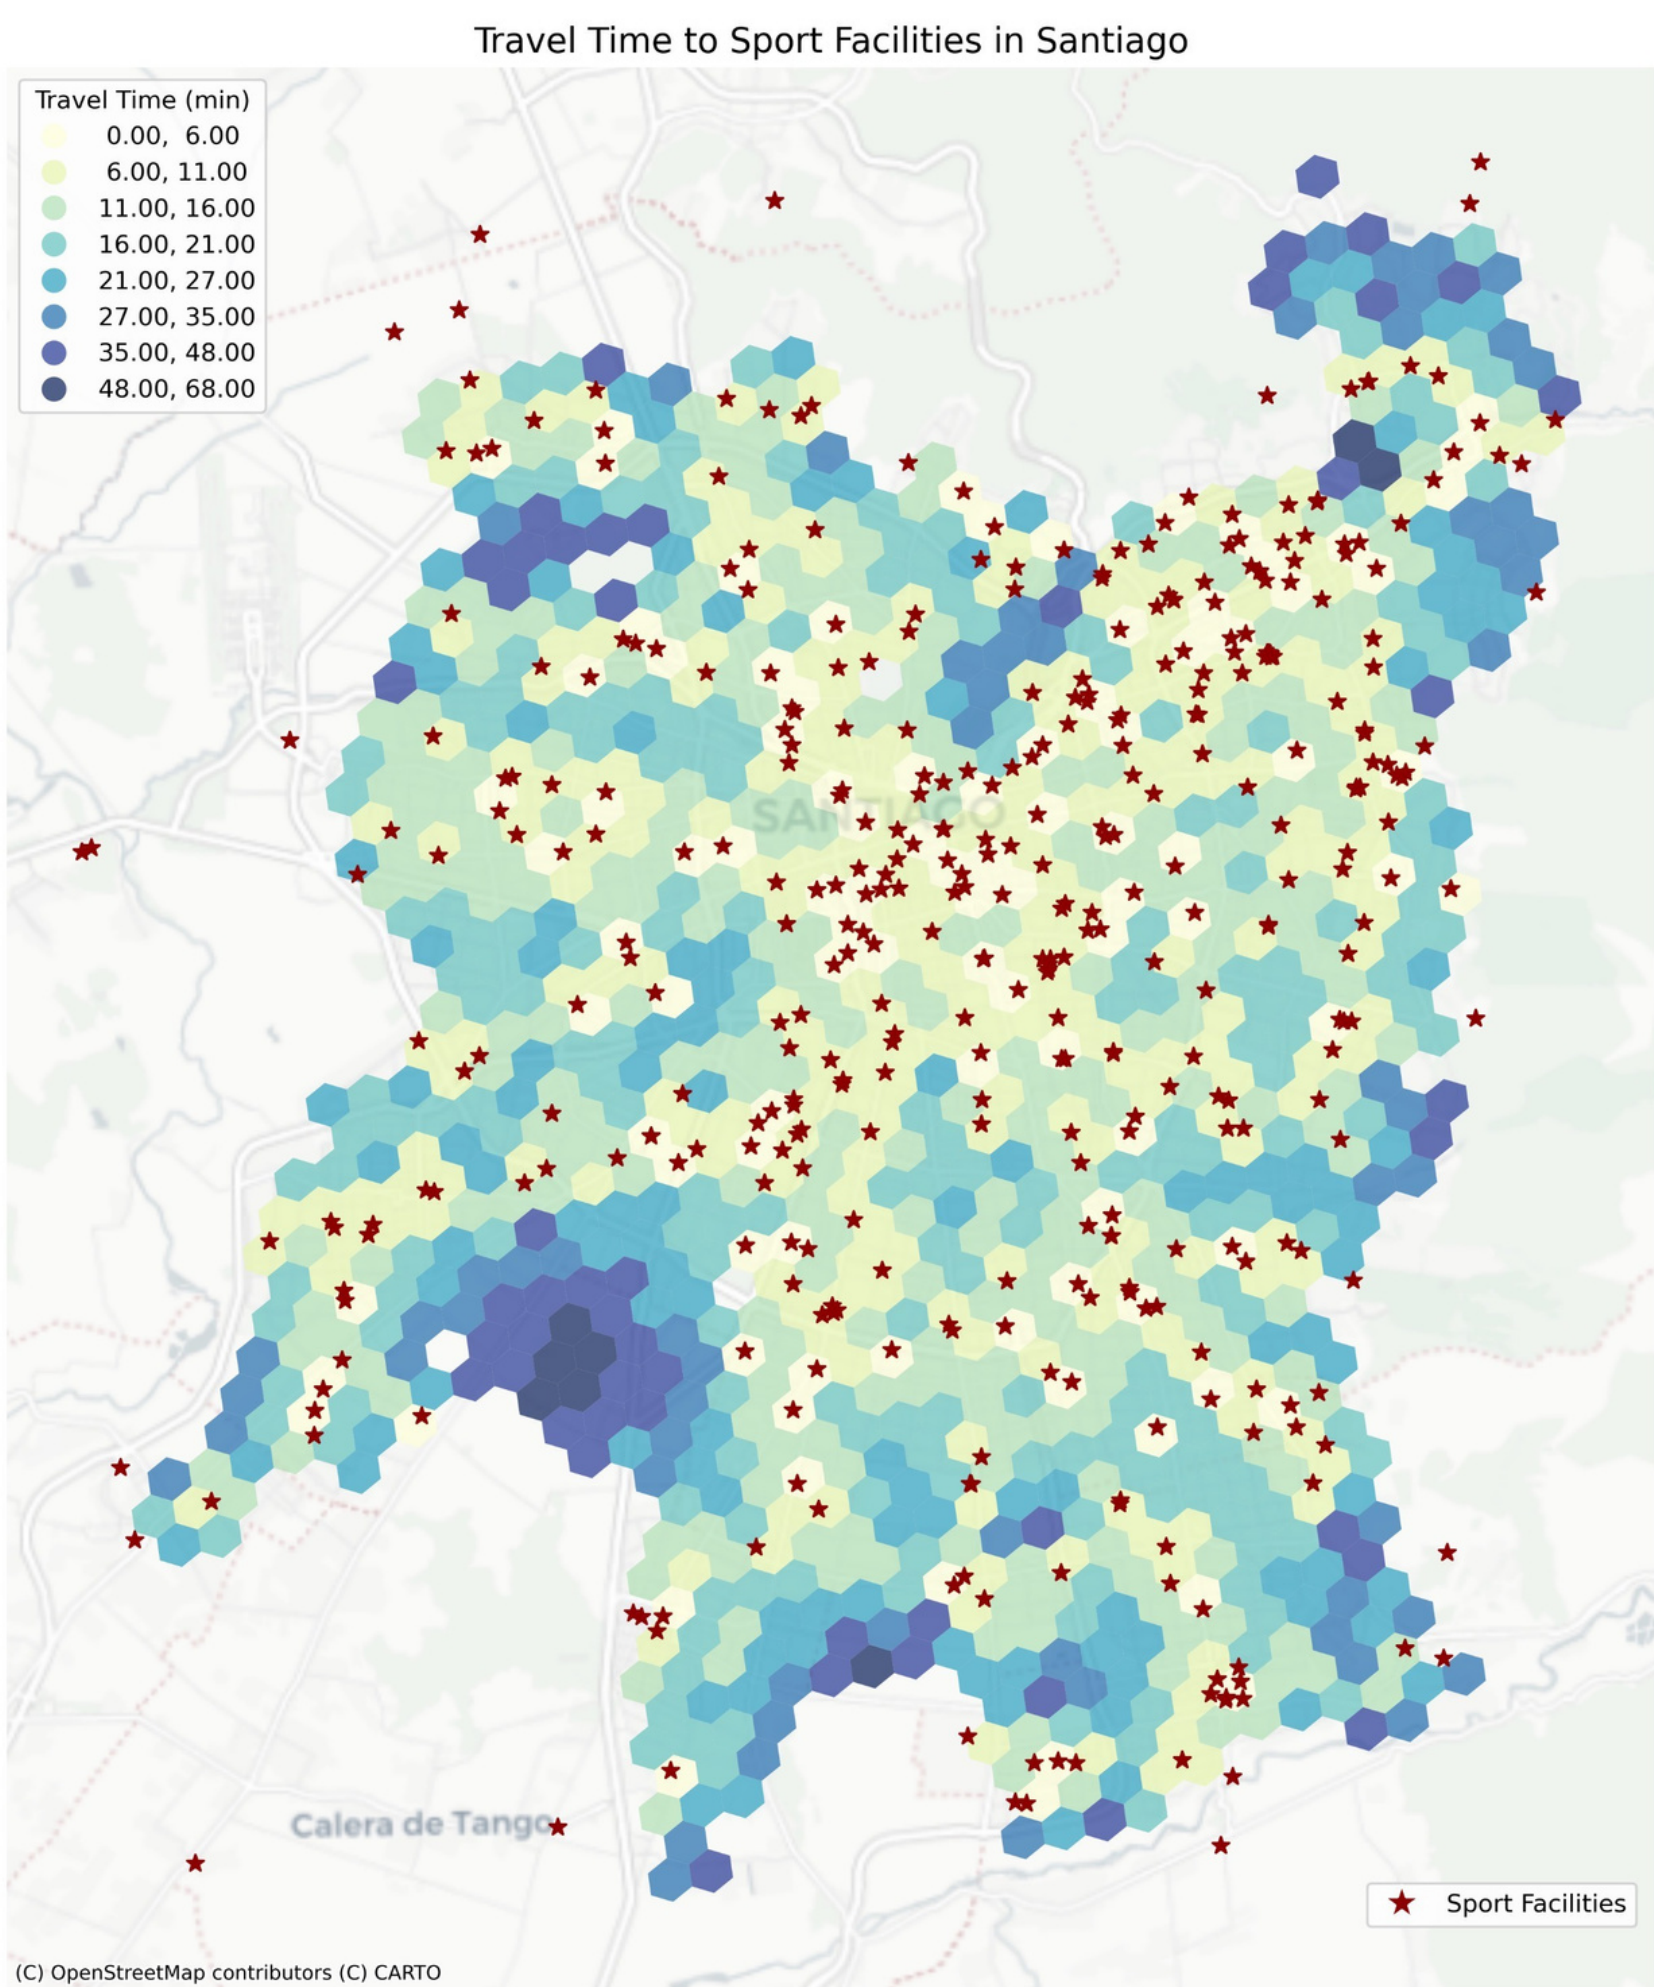 Travel Time to Sport Facilities in Santiago
Travel Time (min)
0.00, 6.00
6.00, 11.00
11.00, 16.00
16.00, 21.00
21.00, 27.00
27.00, 35.00
35.00, 48.00
48.00, 68.00
SANTIAGO
Calera de Tango
Sport Facilities
(C) OpenStreetMap contributors (C) CARTO